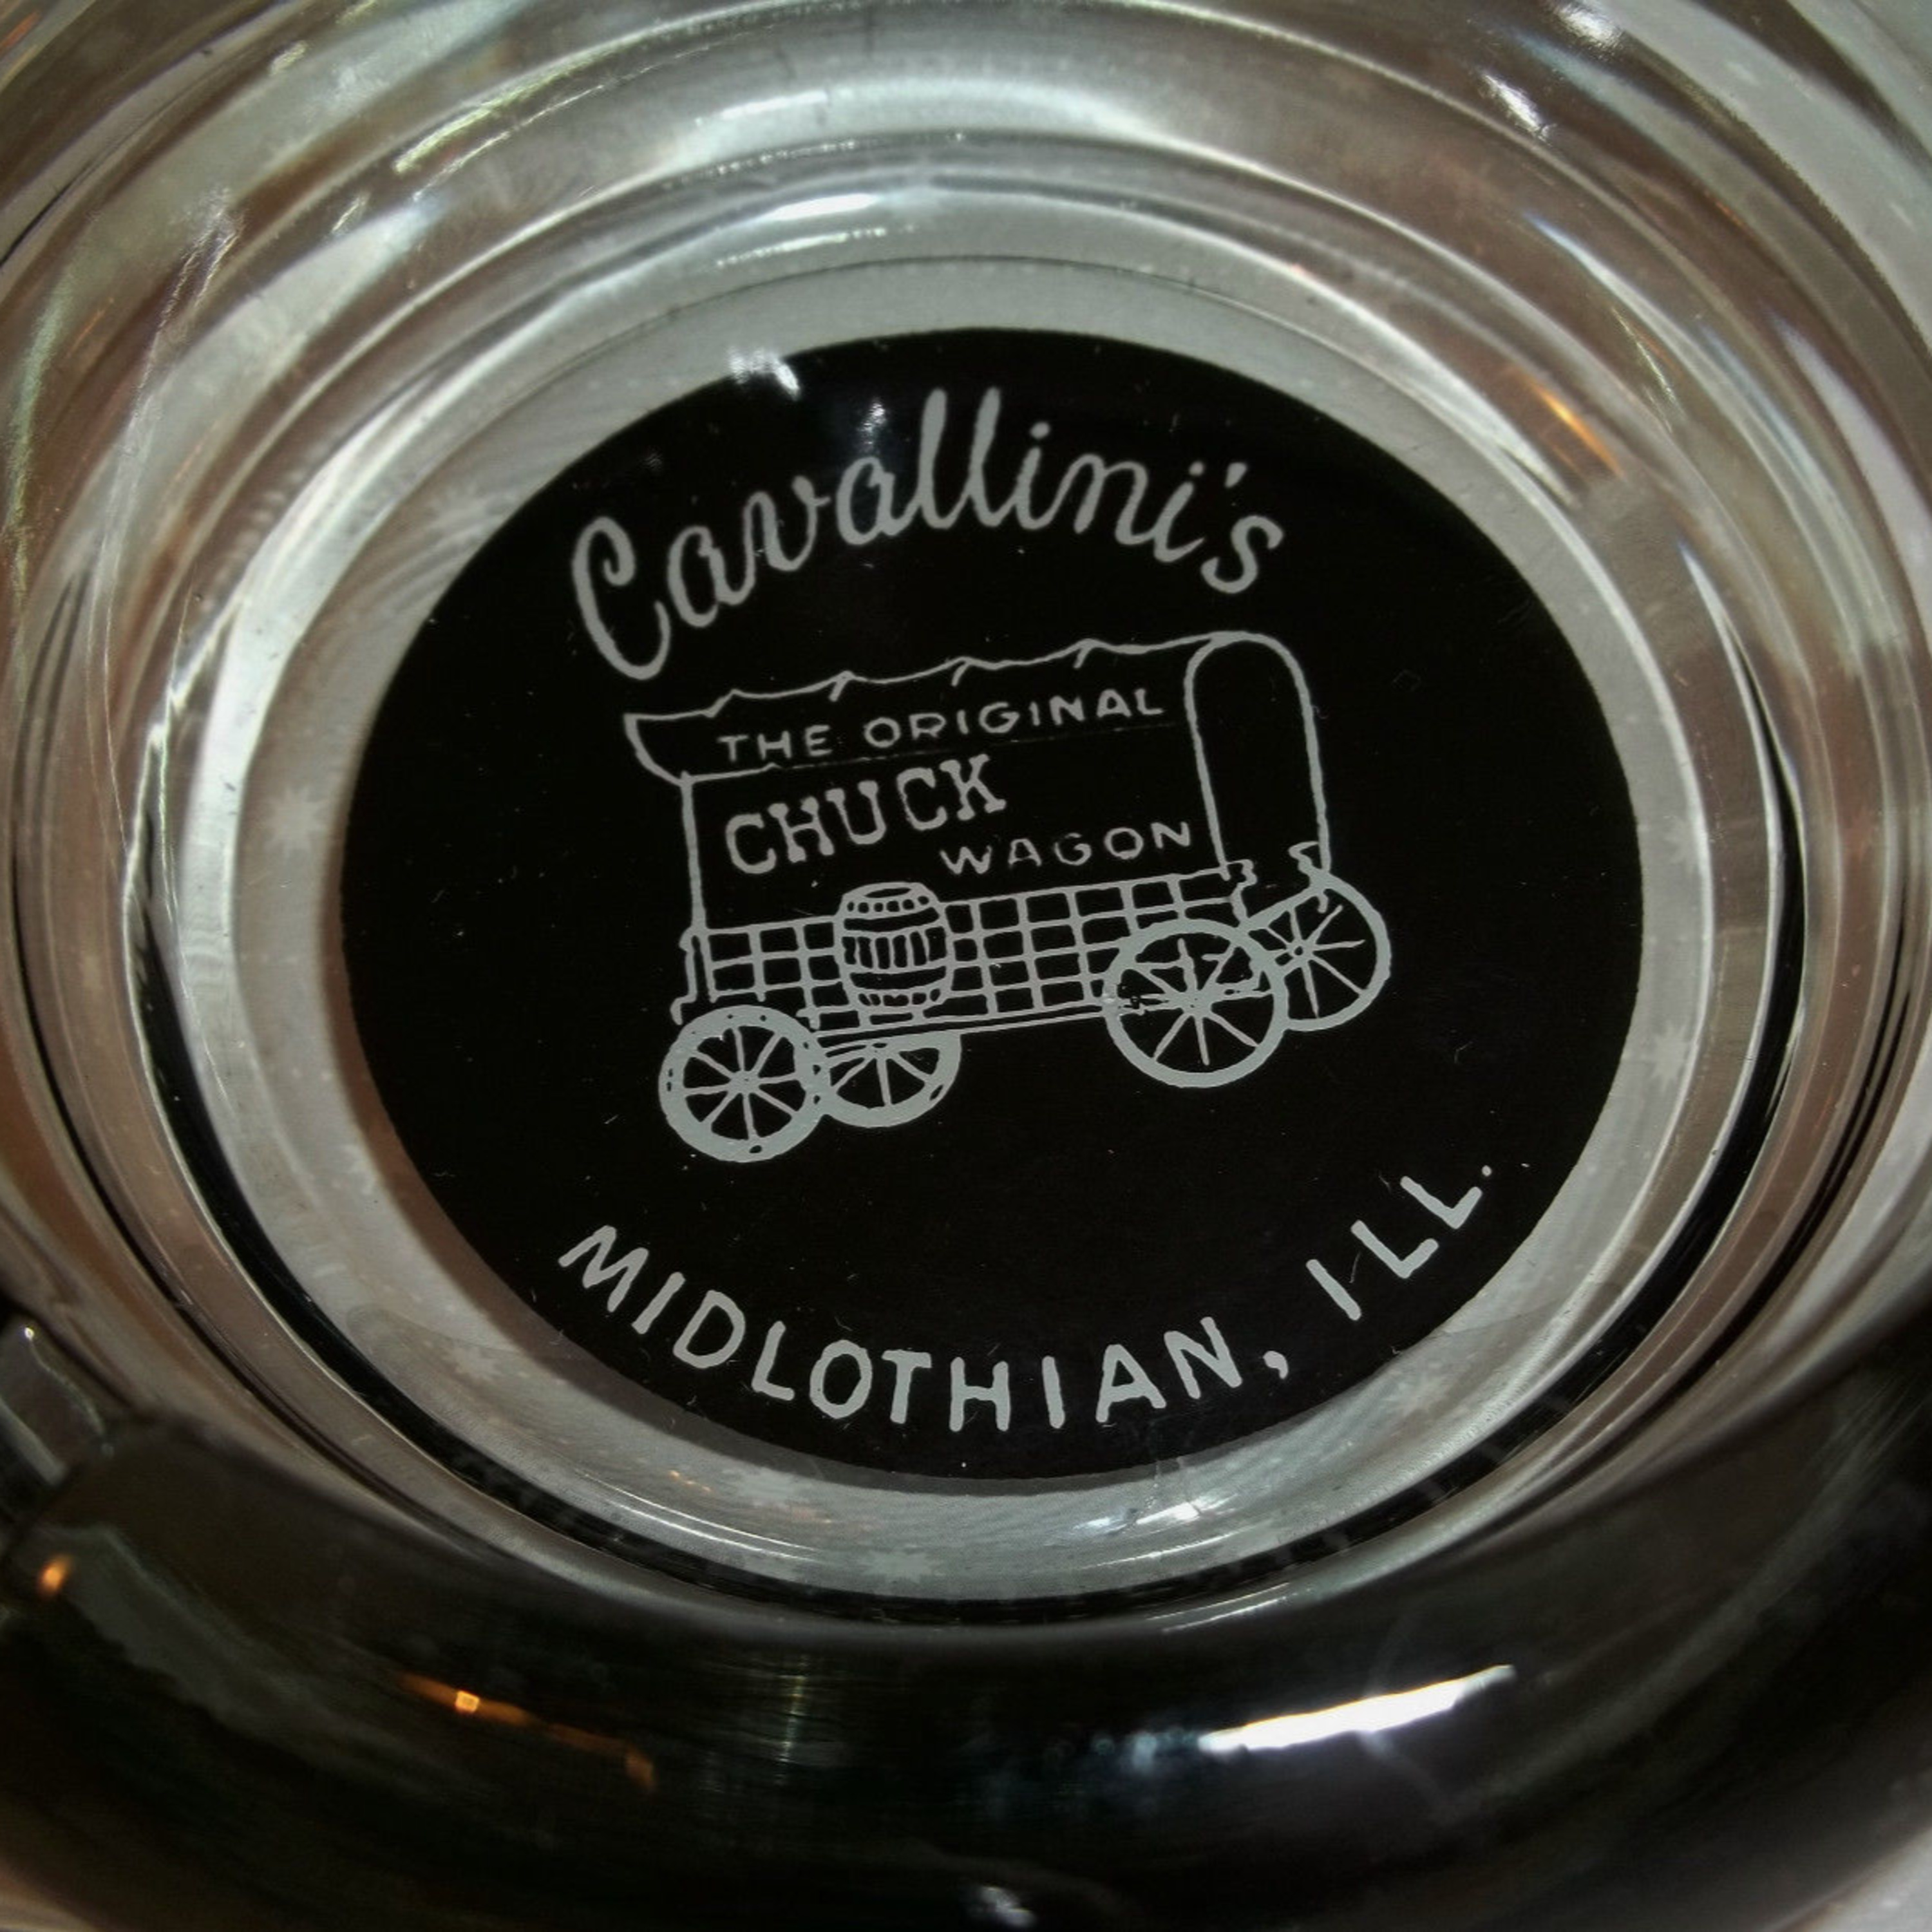 Cavallini's
THE ORIGINAL
CHUCK
WAGON
MIDLOTHIAN, ILL.